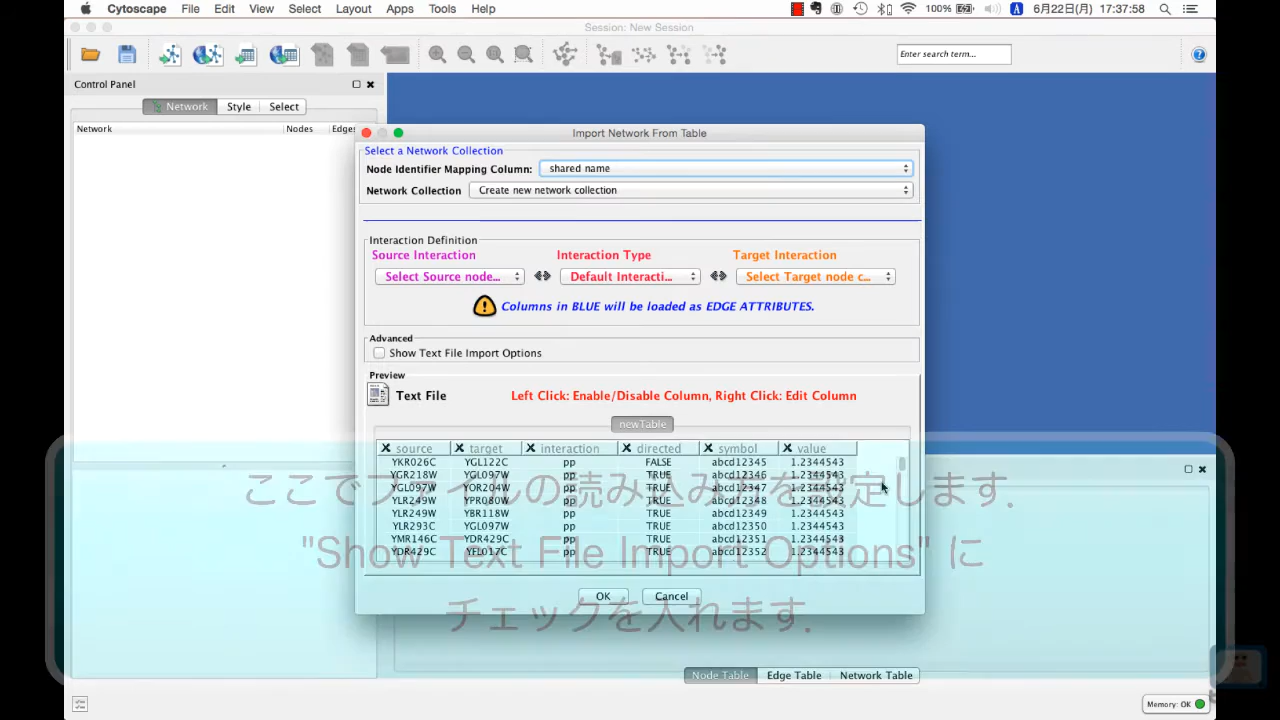 Cytoscape File Edit View Select Layout Apps Tools Help 100% A 6月22日(月) 17:37:58
Session: New Session
Enter search term...
Control Panel
Network Style Select
Network Nodes Edges
Import Network From Table
Select a Network Collection
Node Identifier Mapping Column: shared name
Network Collection Create new network collection
Interaction Definition
Source Interaction Interaction Type Target Interaction
Select Source node... Default Interacti... Select Target node c...
Columns in BLUE will be loaded as EDGE ATTRIBUTES.
Advanced
Show Text File Import Options
Preview
Text File Left Click: Enable/Disable Column, Right Click: Edit Column
newTable
source target interaction directed symbol value
YKR026C YGL122C pp FALSE abcd12345 1.2344543
YGR218W YGL097W pp TRUE abcd12346 1.2344543
YGL097W YOR204W pp TRUE abcd12347 1.2344543
YLR249W YPR080W pp TRUE abcd12348 1.2344543
YLR249W YBR118W pp TRUE abcd12349 1.2344543
YLR293C YGL097W pp TRUE abcd12350 1.2344543
YMR146C YDR429C pp TRUE abcd12351 1.2344543
YDR429C YFL017C pp TRUE abcd12352 1.2344543
ここでファイルの読み込み方を設定します.
"Show Text File Import Options" に
チェックを入れます.
OK Cancel
Node Table Edge Table Network Table
Memory: OK